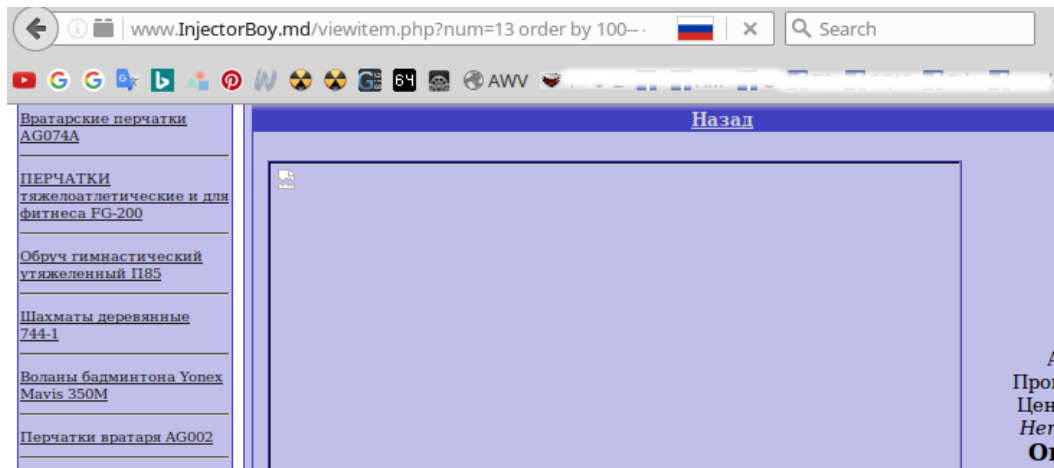 www.InjectorBoy.md/viewitem.php?num=13 order by 100--
Search
64
AWV
Вратарские перчатки
AG074A
ПЕРЧАТКИ
тяжелоатлетические и для
фитнеса FG-200
Обруч гимнастический
утяжеленный П85
Шахматы деревянные
744-1
Воланы бадминтона Yonex
Mavis 350M
Перчатки вратаря AG002
Назад